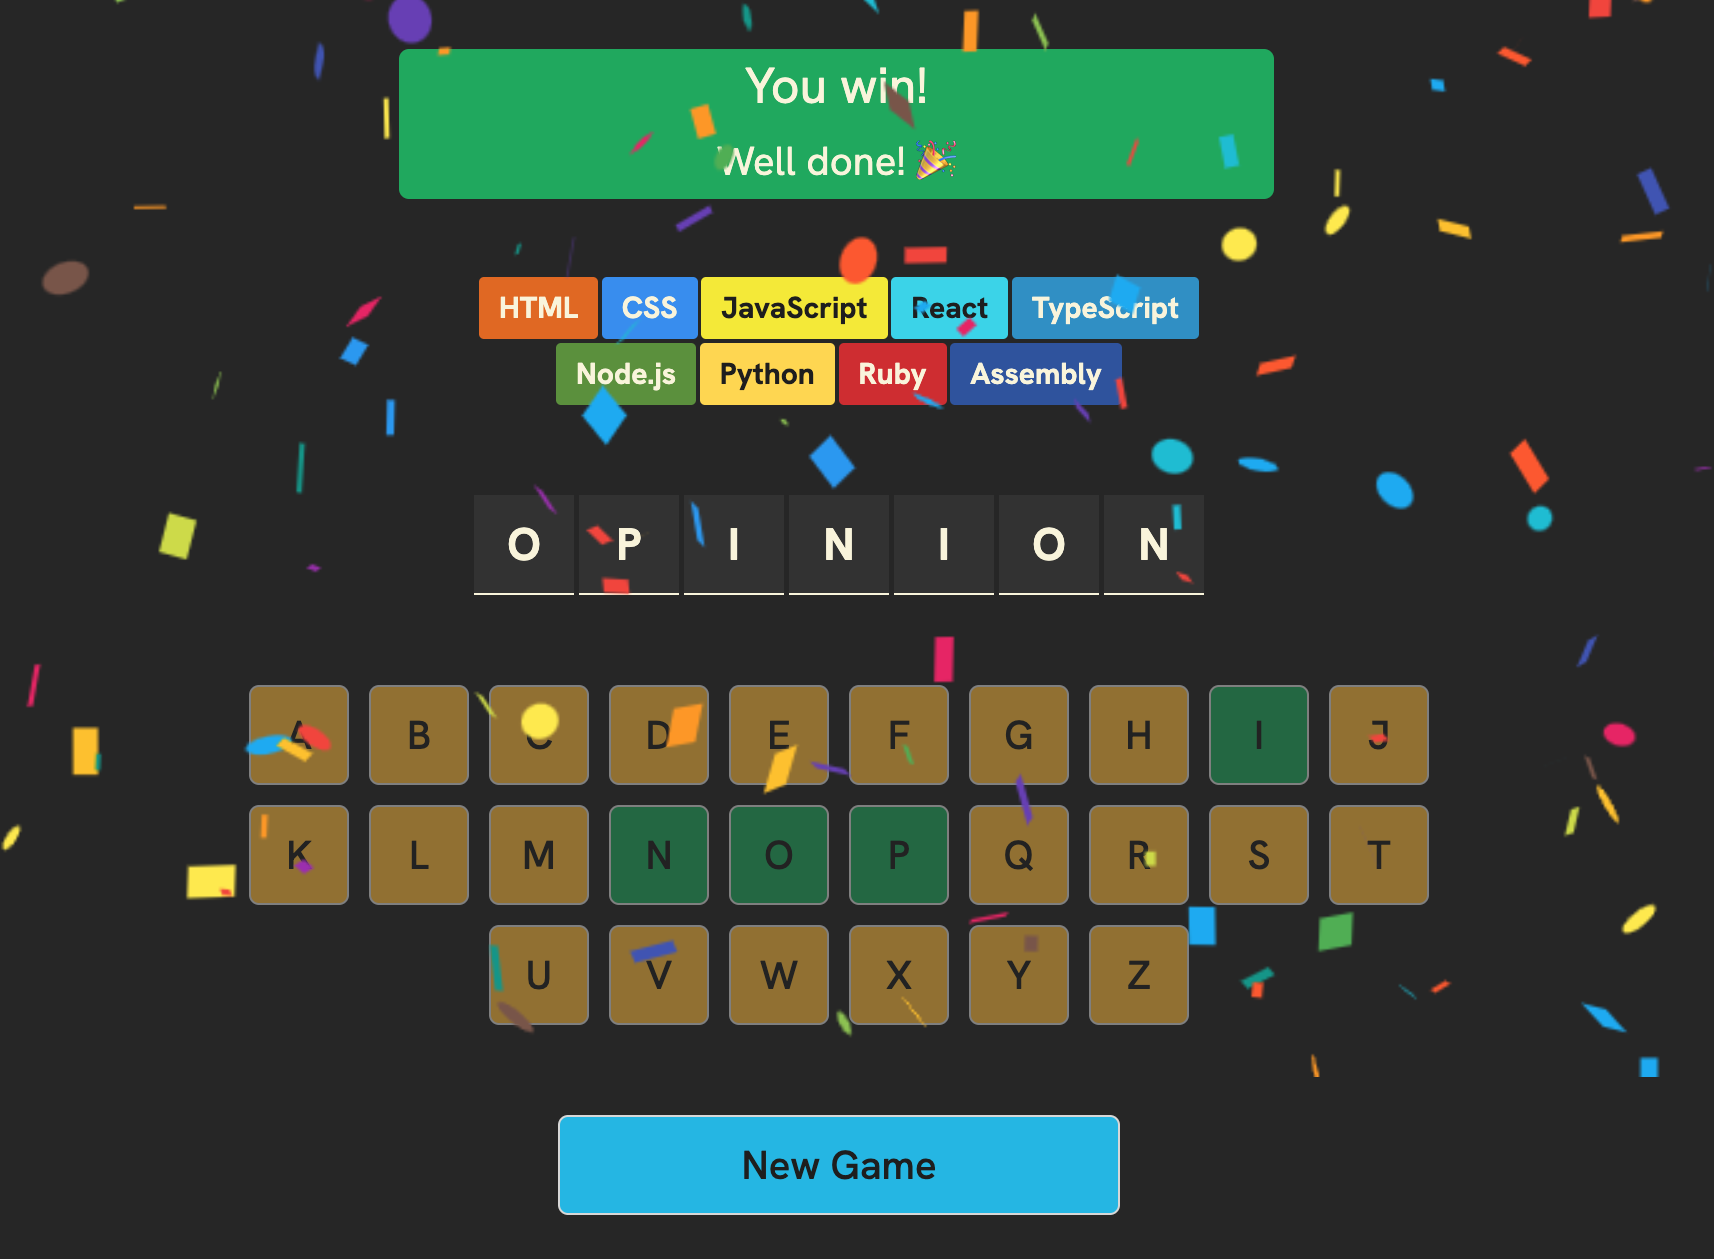 You win!
Well done! 🎉
HTML CSS JavaScript React TypeScript
Node.js Python Ruby Assembly
O P I N I O N
A B C D E F G H I J
K L M N O P Q R S T
U V W X Y Z
New Game